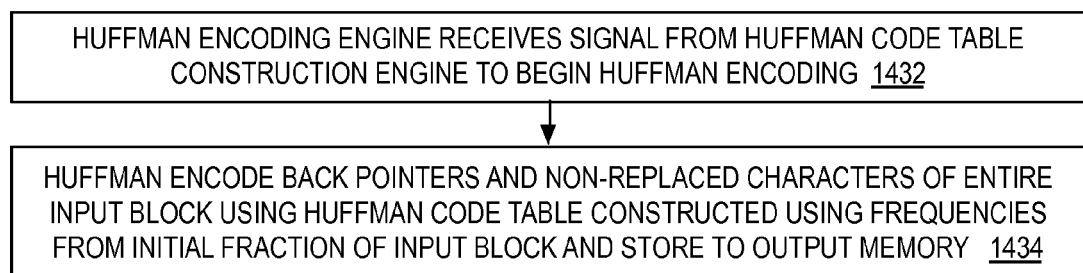 HUFFMAN ENCODING ENGINE RECEIVES SIGNAL FROM HUFFMAN CODE TABLE
CONSTRUCTION ENGINE TO BEGIN HUFFMAN ENCODING 1432
HUFFMAN ENCODE BACK POINTERS AND NON-REPLACED CHARACTERS OF ENTIRE
INPUT BLOCK USING HUFFMAN CODE TABLE CONSTRUCTED USING FREQUENCIES
FROM INITIAL FRACTION OF INPUT BLOCK AND STORE TO OUTPUT MEMORY 1434